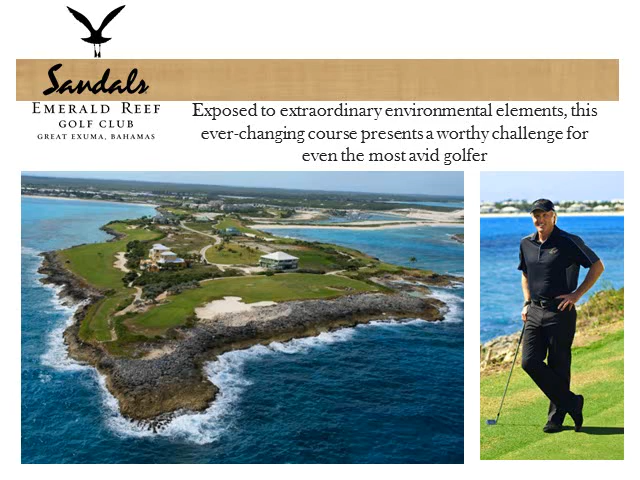 Sandals
EMERALD REEF
GOLF CLUB
GREAT EXUMA, BAHAMAS
Exposed to extraordinary environmental elements, this
ever-changing course presents a worthy challenge for
even the most avid golfer